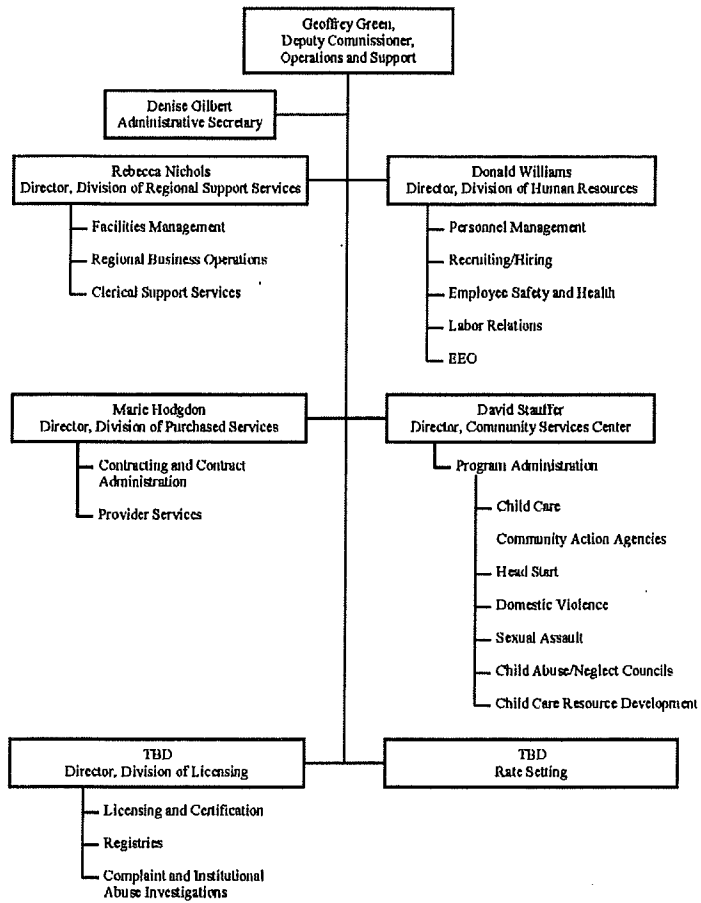 Geoffrey Green,
Deputy Commissioner,
Operations and Support
Denise Gilbert
Administrative Secretary
Rebecca Nichols
Director, Division of Regional Support Services
Facilities Management
Regional Business Operations
Clerical Support Services
Donald Williams
Director, Division of Human Resources
Personnel Management
Recruiting/Hiring
Employee Safety and Health
Labor Relations
EEO
Marie Hodgdon
Director, Division of Purchased Services
Contracting and Contract
Administration
Provider Services
David Stauffer
Director, Community Services Center
Program Administration
Child Care
Community Action Agencies
Head Start
Domestic Violence
Sexual Assault
Child Abuse/Neglect Councils
Child Care Resource Development
TBD
Director, Division of Licensing
Licensing and Certification
Registries
Complaint and Institutional
Abuse Investigations
TBD
Rate Setting